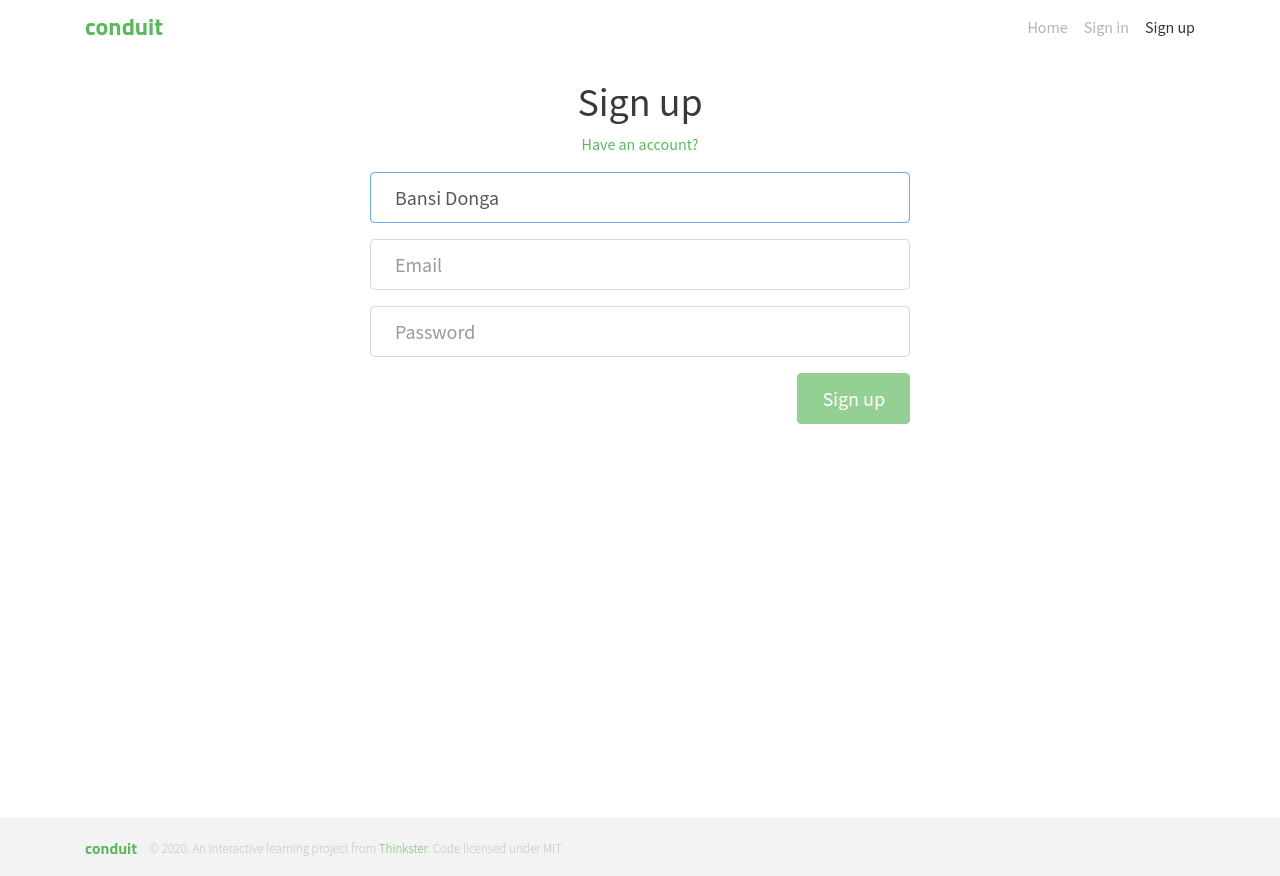 conduit
Home Sign in Sign up
Sign up
Have an account?
Bansi Donga
Email
Password
Sign up
conduit © 2020. An interactive learning project from Thinkster. Code licensed under MIT.